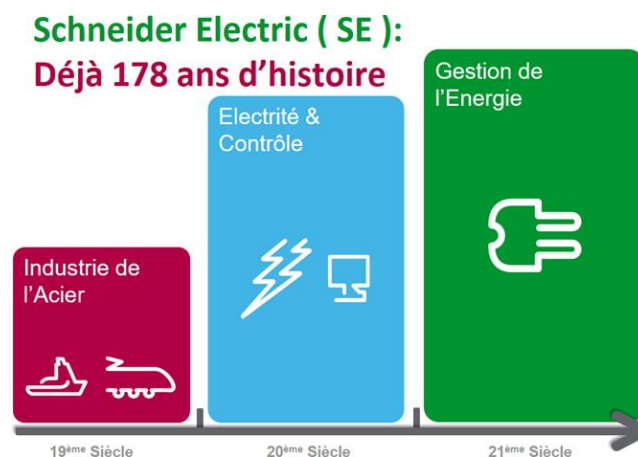 Schneider Electric ( SE ):
Déjà 178 ans d’histoire
Gestion de
l’Energie
Electrité &
Contrôle
Industrie de
l’Acier
19ème Siècle
20ème Siècle
21ème Siècle